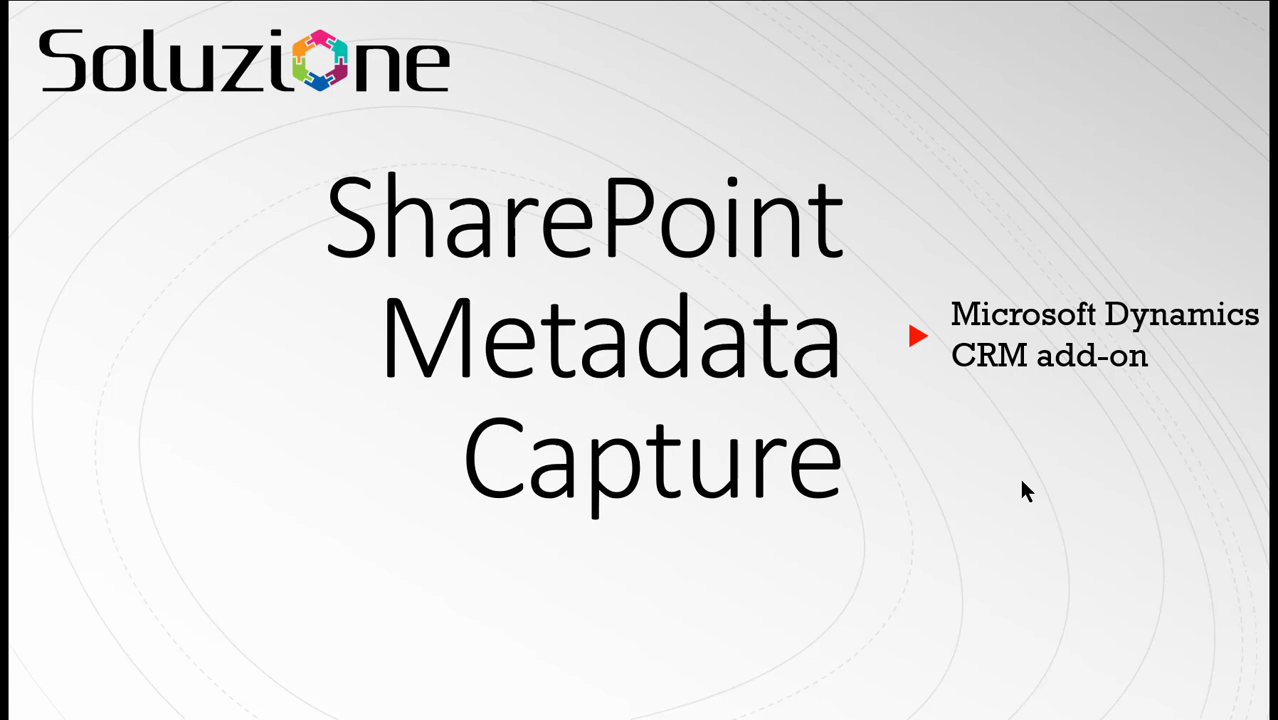 Soluzione
SharePoint
Metadata
Capture
Microsoft Dynamics
CRM add-on